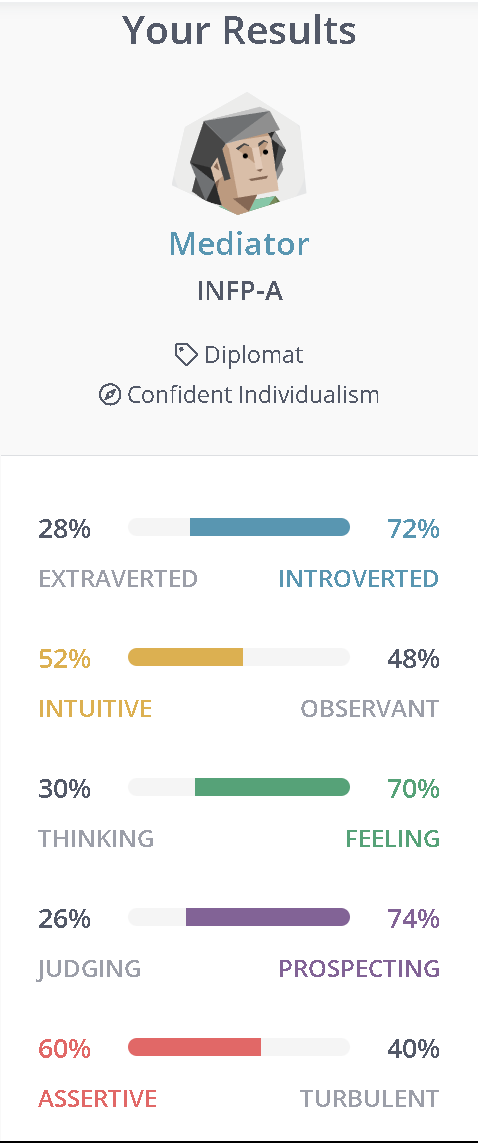 Your Results
Mediator
INFP-A
Diplomat
Confident Individualism
28% 72%
EXTRAVERTED INTROVERTED
52% 48%
INTUITIVE OBSERVANT
30% 70%
THINKING FEELING
26% 74%
JUDGING PROSPECTING
60% 40%
ASSERTIVE TURBULENT